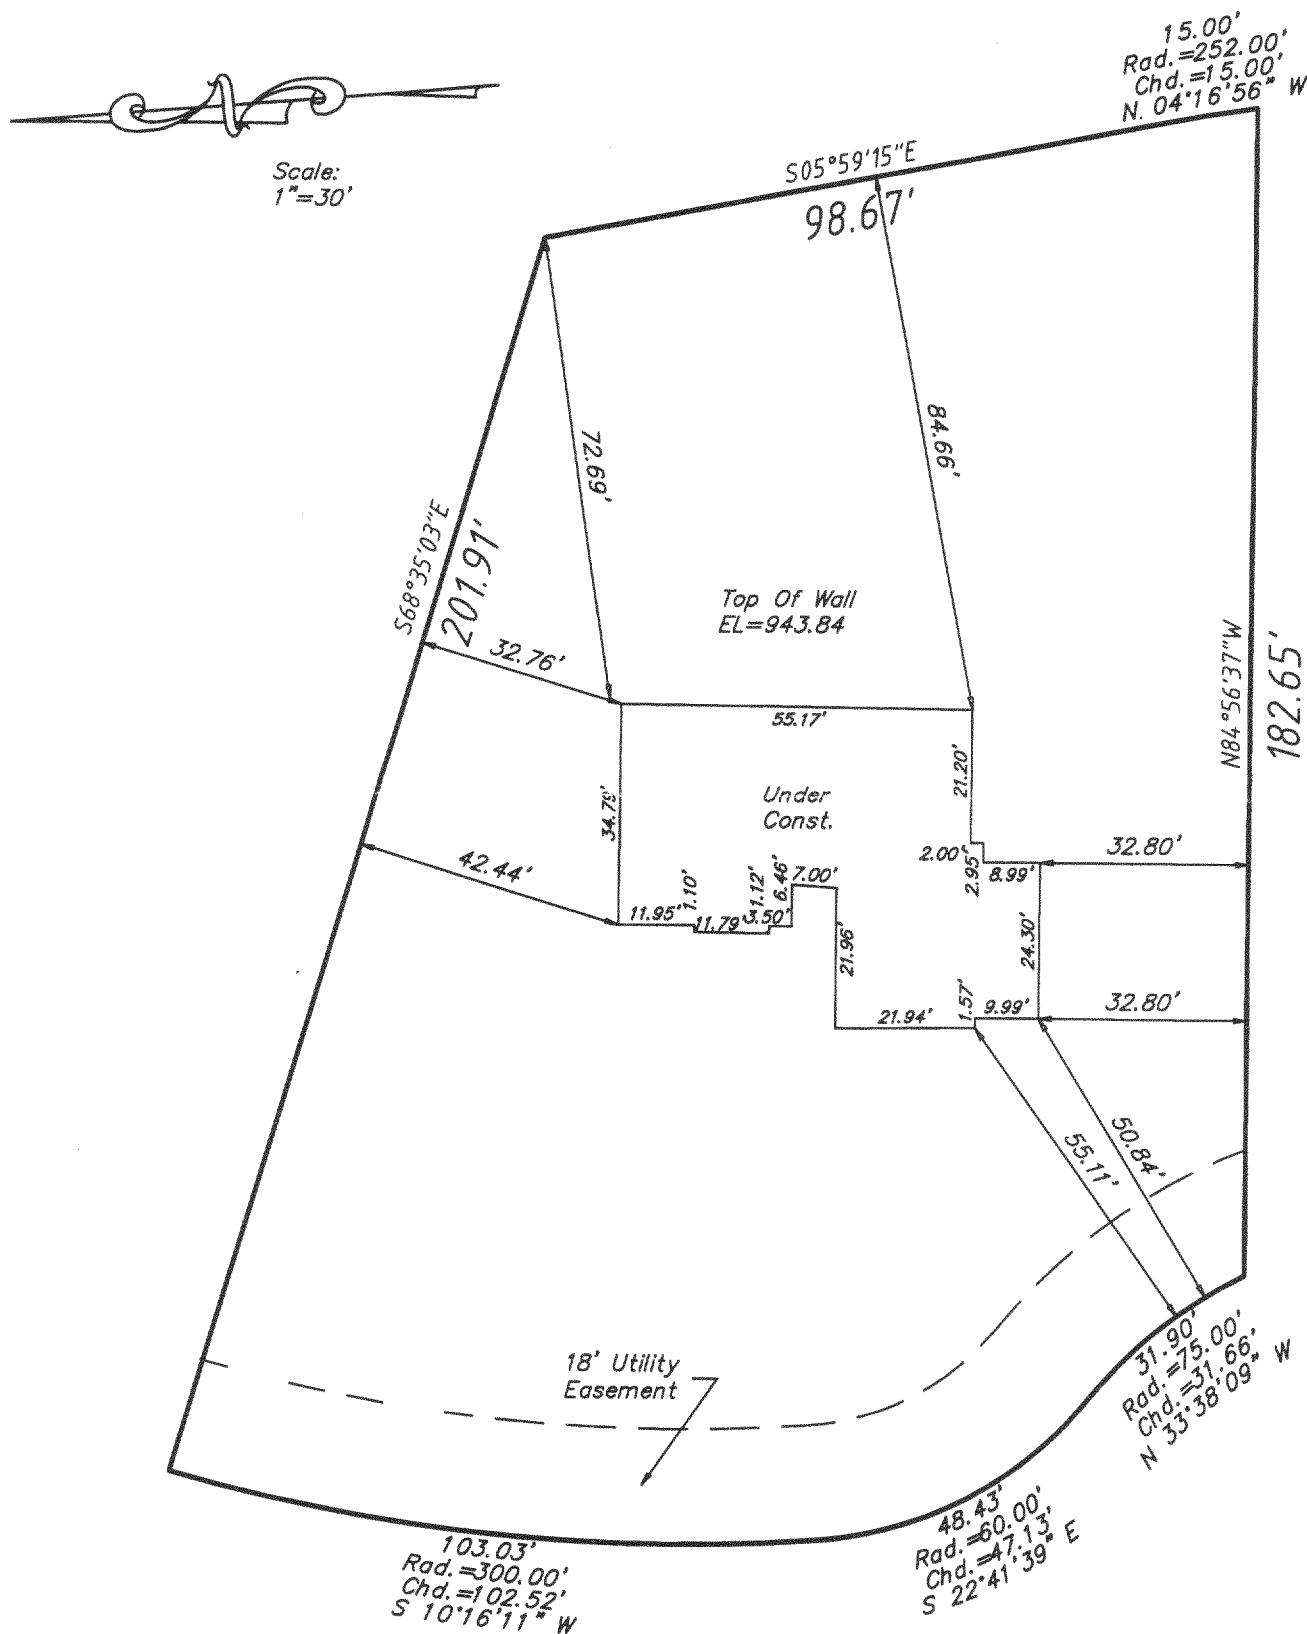 15.00'
Rad.=252.00'
Chd.=15.00'
N. 04°16'56" W
Scale:
1"=30'
S05°59'15"E
98.67'
72.69'
84.66'
S68°35'03"E
201.91'
32.76'
Top Of Wall
EL=943.84
N84°56'37"W
182.65'
55.17'
21.20'
34.79'
Under
Const.
2.00'
2.95'
8.99'
32.80'
42.44'
11.95'
1.10'
11.79'
1.12'
3.50'
6.46'
7.00'
21.96'
24.30'
21.94'
1.57'
9.99'
32.80'
55.11'
50.84'
18' Utility
Easement
31.90'
Rad.=75.00'
Chd.=31.66'
N 33°38'09" W
48.43'
Rad.=60.00'
Chd.=47.13'
S 22°41'39" E
103.03'
Rad.=300.00'
Chd.=102.52'
S 10°16'11" W